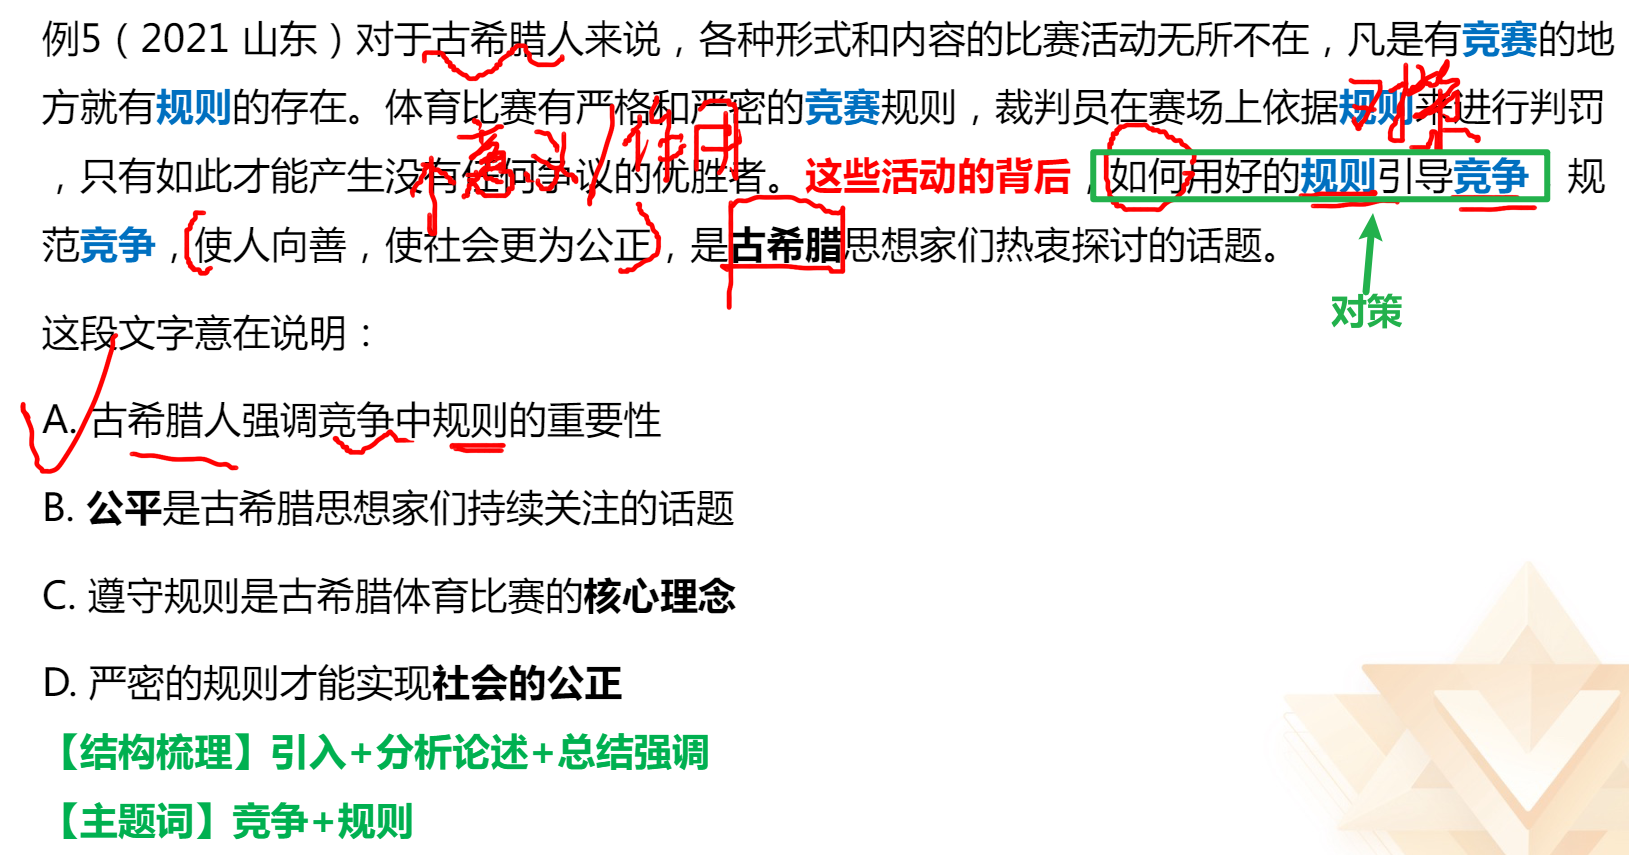 例5（2021 山东）对于古希腊人来说，各种形式和内容的比赛活动无所不在，凡是有竞赛的地
方就有规则的存在。体育比赛有严格和严密的竞赛规则，裁判员在赛场上依据规则来进行判罚
，只有如此才能产生没有任何争议的优胜者。这些活动的背后，如何用好的规则引导竞争，规
范竞争，使人向善，使社会更为公正，是古希腊思想家们热衷探讨的话题。
意义/作用
对策
对策
这段文字意在说明：
A. 古希腊人强调竞争中规则的重要性
B. 公平是古希腊思想家们持续关注的话题
C. 遵守规则是古希腊体育比赛的核心理念
D. 严密的规则才能实现社会的公正
【结构梳理】引入+分析论述+总结强调
【主题词】竞争+规则